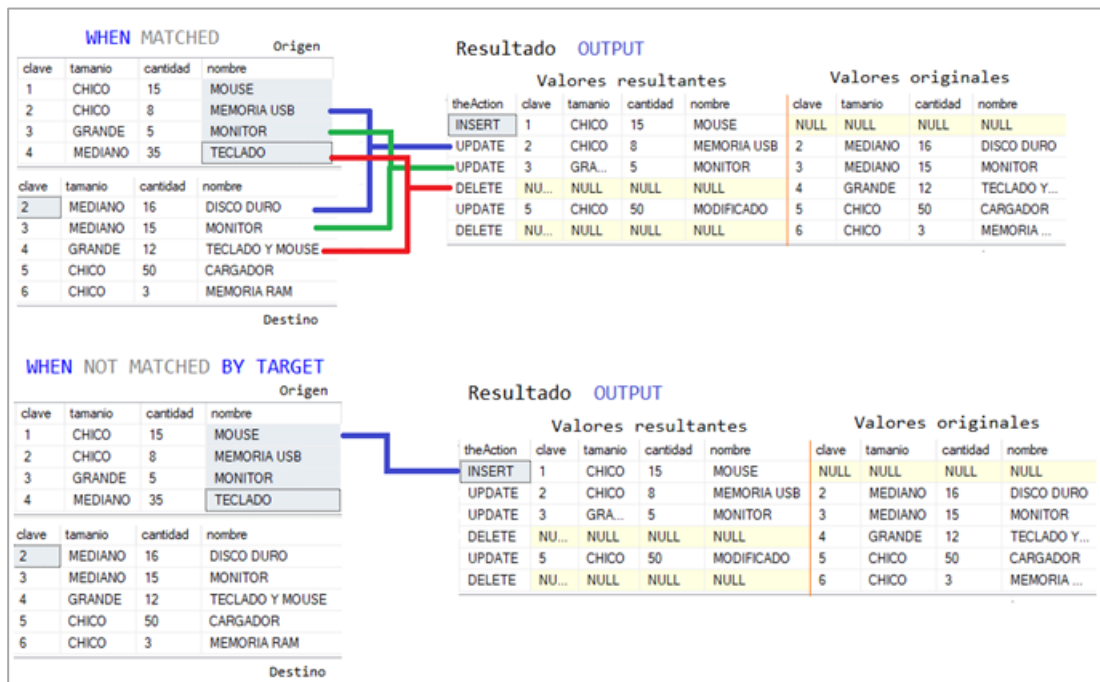 WHEN MATCHED
Origen
clave tamanio cantidad nombre
1 CHICO 15 MOUSE
2 CHICO 8 MEMORIA USB
3 GRANDE 5 MONITOR
4 MEDIANO 35 TECLADO
clave tamanio cantidad nombre
2 MEDIANO 16 DISCO DURO
3 MEDIANO 15 MONITOR
4 GRANDE 12 TECLADO Y MOUSE
5 CHICO 50 CARGADOR
6 CHICO 3 MEMORIA RAM
Destino
Resultado OUTPUT
Valores resultantes Valores originales
theAction clave tamanio cantidad nombre clave tamanio cantidad nombre
INSERT 1 CHICO 15 MOUSE NULL NULL NULL NULL
UPDATE 2 CHICO 8 MEMORIA USB 2 MEDIANO 16 DISCO DURO
UPDATE 3 GRA... 5 MONITOR 3 MEDIANO 15 MONITOR
DELETE NU... NULL NULL NULL 4 GRANDE 12 TECLADO Y...
UPDATE 5 CHICO 50 MODIFICADO 5 CHICO 50 CARGADOR
DELETE NU... NULL NULL NULL 6 CHICO 3 MEMORIA ...
WHEN NOT MATCHED BY TARGET
Origen
clave tamanio cantidad nombre
1 CHICO 15 MOUSE
2 CHICO 8 MEMORIA USB
3 GRANDE 5 MONITOR
4 MEDIANO 35 TECLADO
clave tamanio cantidad nombre
2 MEDIANO 16 DISCO DURO
3 MEDIANO 15 MONITOR
4 GRANDE 12 TECLADO Y MOUSE
5 CHICO 50 CARGADOR
6 CHICO 3 MEMORIA RAM
Destino
Resultado OUTPUT
Valores resultantes Valores originales
theAction clave tamanio cantidad nombre clave tamanio cantidad nombre
INSERT 1 CHICO 15 MOUSE NULL NULL NULL NULL
UPDATE 2 CHICO 8 MEMORIA USB 2 MEDIANO 16 DISCO DURO
UPDATE 3 GRA... 5 MONITOR 3 MEDIANO 15 MONITOR
DELETE NU... NULL NULL NULL 4 GRANDE 12 TECLADO Y...
UPDATE 5 CHICO 50 MODIFICADO 5 CHICO 50 CARGADOR
DELETE NU... NULL NULL NULL 6 CHICO 3 MEMORIA ...